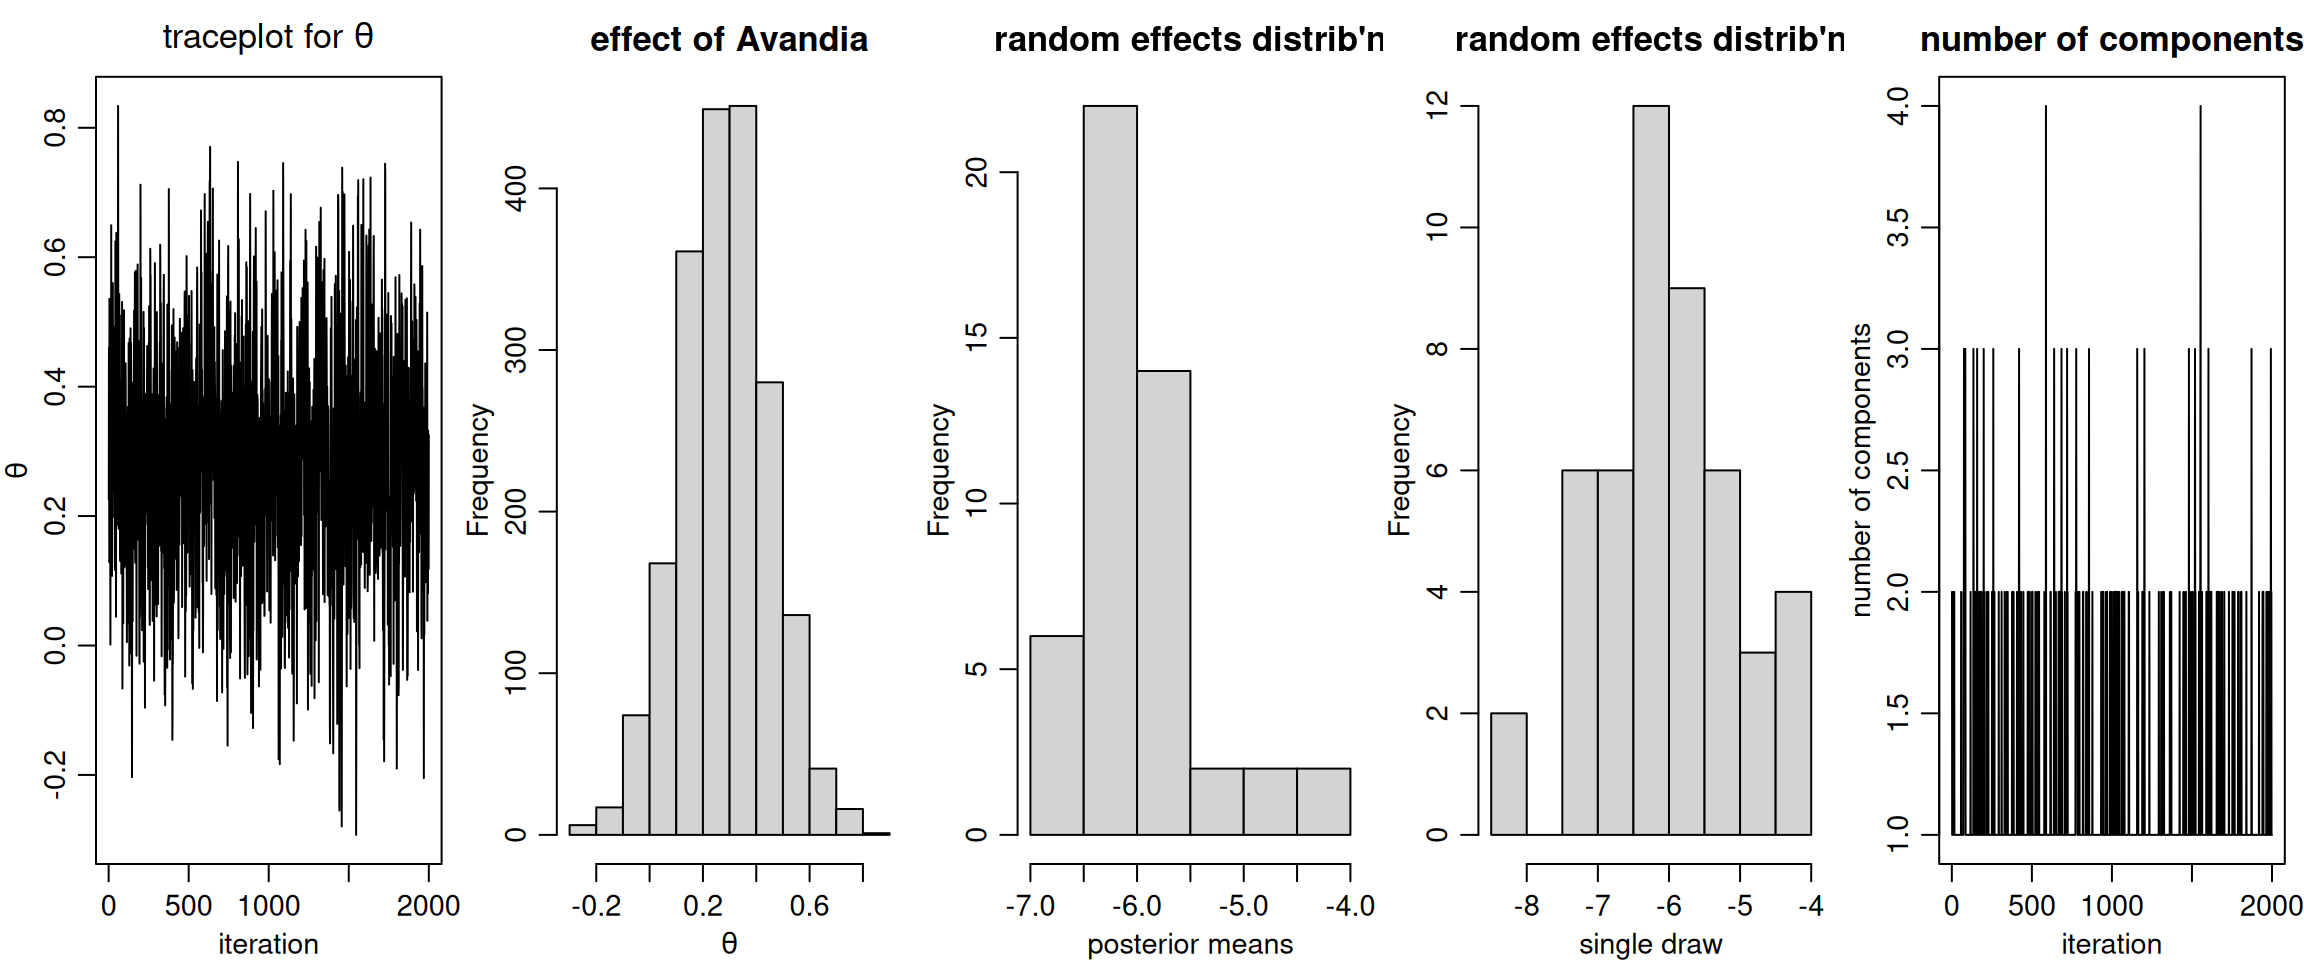 traceplot for θ
θ
0.8
0.6
0.4
0.2
0.0
-0.2
0 500 1000 2000
iteration
effect of Avandia
Frequency
400
300
200
100
0
-0.2 0.2 0.6
θ
random effects distrib'n
Frequency
20
15
10
5
0
-7.0 -6.0 -5.0 -4.0
posterior means
random effects distrib'n
Frequency
12
10
8
6
4
2
0
-8 -7 -6 -5 -4
single draw
number of components
number of components
4.0
3.5
3.0
2.5
2.0
1.5
1.0
0 500 1000 2000
iteration